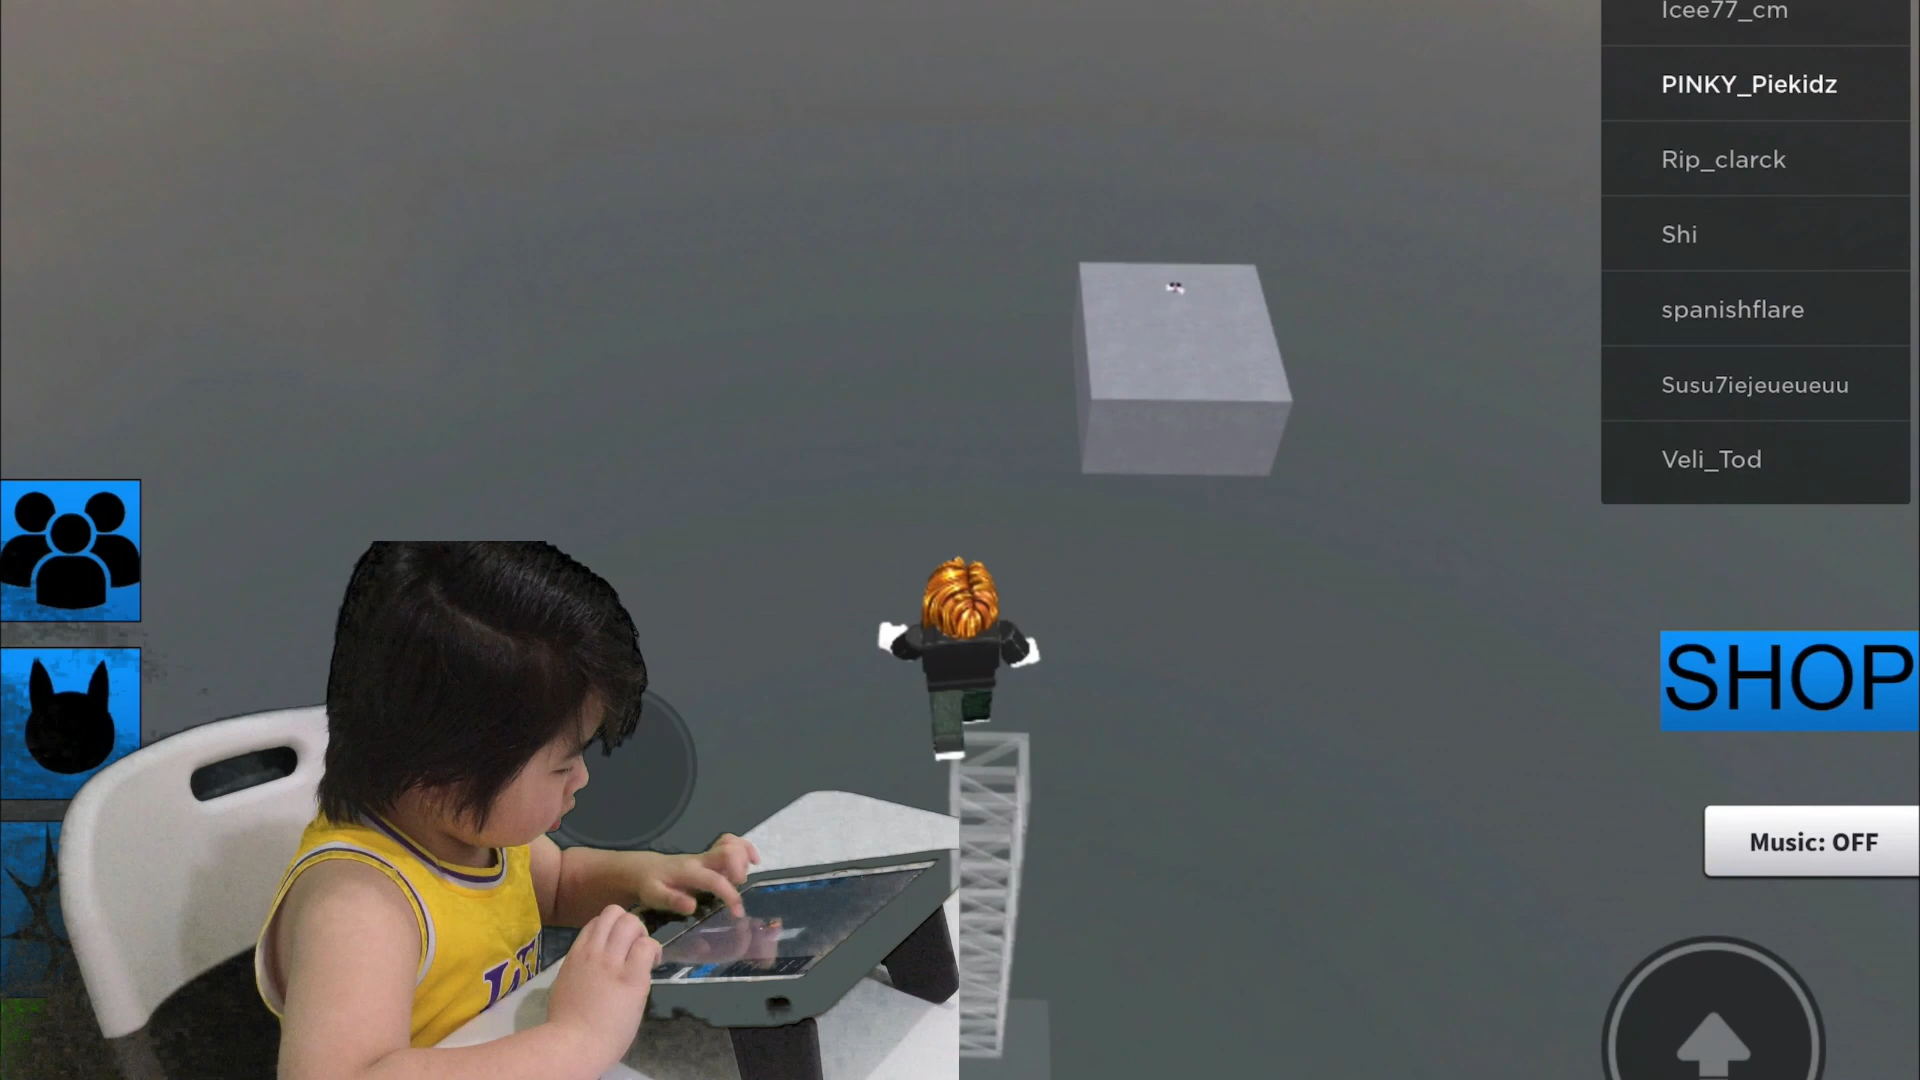 Icee77_cm
PINKY_Piekidz
Rip_clarck
Shi
spanishflare
Susu7iejeueueuu
Veli_Tod
SHOP
Music: OFF